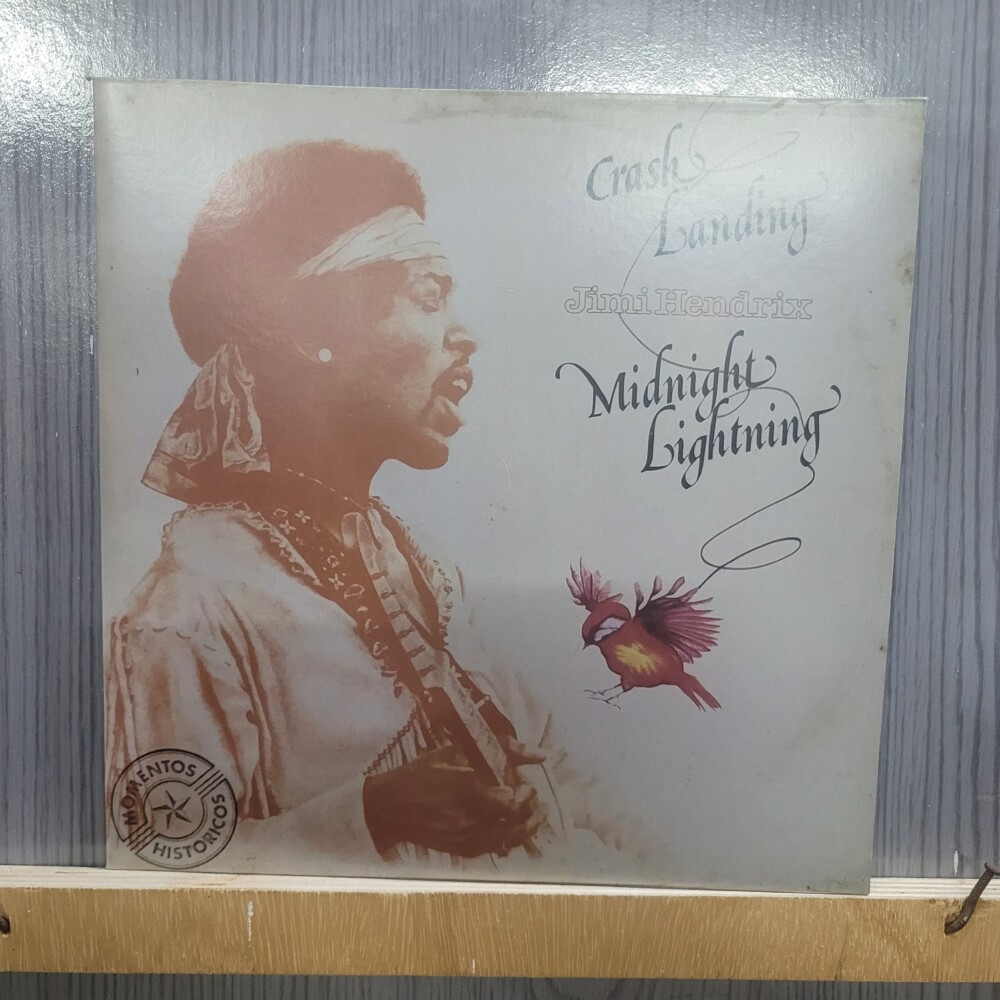 Crash
Landing
Jimi Hendrix
Midnight
Lightning
MOMENTOS
HISTORICOS